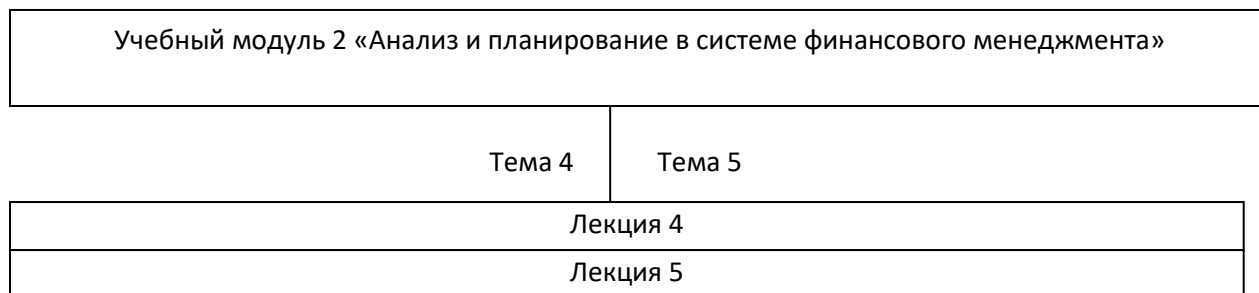 Учебный модуль 2 «Анализ и планирование в системе финансового менеджмента»
Тема 4 Тема 5
Лекция 4
Лекция 5